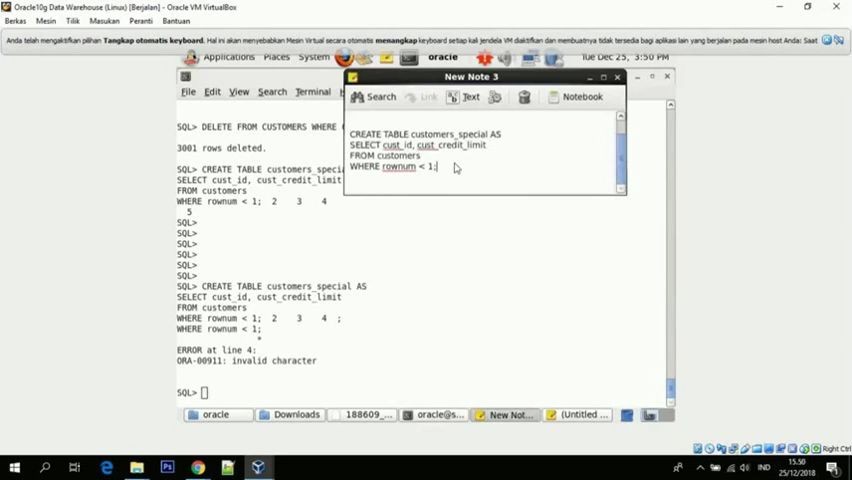 Oracle10g Data Warehouse (Linux) [Berjalan] - Oracle VM VirtualBox
Berkas Mesin Tilik Masukan Peranti Bantuan
Anda telah mengaktifkan pilihan Tangkap otomatis keyboard. Hal ini akan menyebabkan Mesin Virtual secara otomatis menangkap keyboard setiap kali jendela VM diaktifkan dan membuatnya tidak tersedia bagi aplikasi lain yang berjalan pada mesin host Anda: Saat
Applications Places System oracle Tue Dec 25, 3:50 PM
New Note 3
File Edit View Search Terminal
Search Link Text Notebook
CREATE TABLE customers_special AS
SELECT cust_id, cust_credit_limit
FROM customers
WHERE rownum < 1;
SQL> DELETE FROM CUSTOMERS WHERE
3001 rows deleted.
SQL> CREATE TABLE customers_spec
SELECT cust_id, cust_credit_limit
FROM customers
WHERE rownum < 1; 2 3 4
5
SQL>
SQL>
SQL>
SQL>
SQL>
SQL>
SQL> CREATE TABLE customers_special AS
SELECT cust_id, cust_credit_limit
FROM customers
WHERE rownum < 1; 2 3 4 ;
WHERE rownum < 1;
*
ERROR at line 4:
ORA-00911: invalid character
SQL>
oracle Downloads 188609_... oracle@s... New Not... (Untitled ...
Right Ctrl
IND 15.50
25/12/2018